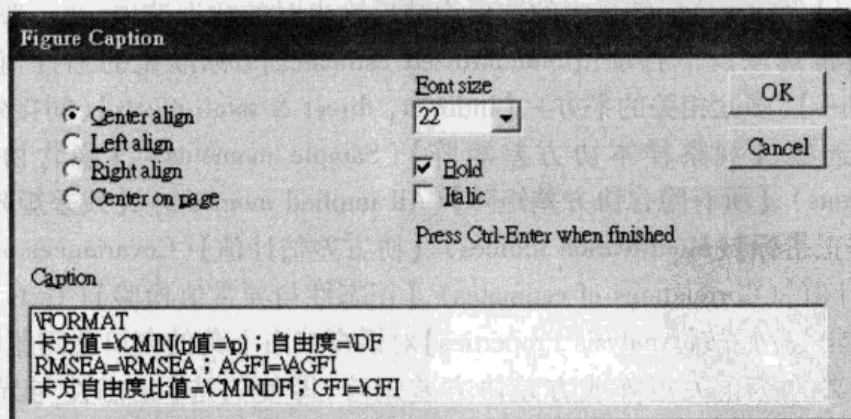 Figure Caption
Center align
Left align
Right align
Center on page
Font size
22
Bold
Italic
Press Ctrl-Enter when finished
OK
Cancel
Caption
\FORMAT
卡方值=\CMIN(p值=\p)；自由度=\DF
RMSEA=\RMSEA；AGFI=\AGFI
卡方自由度比值=\CMINDF；GFI=\GFI